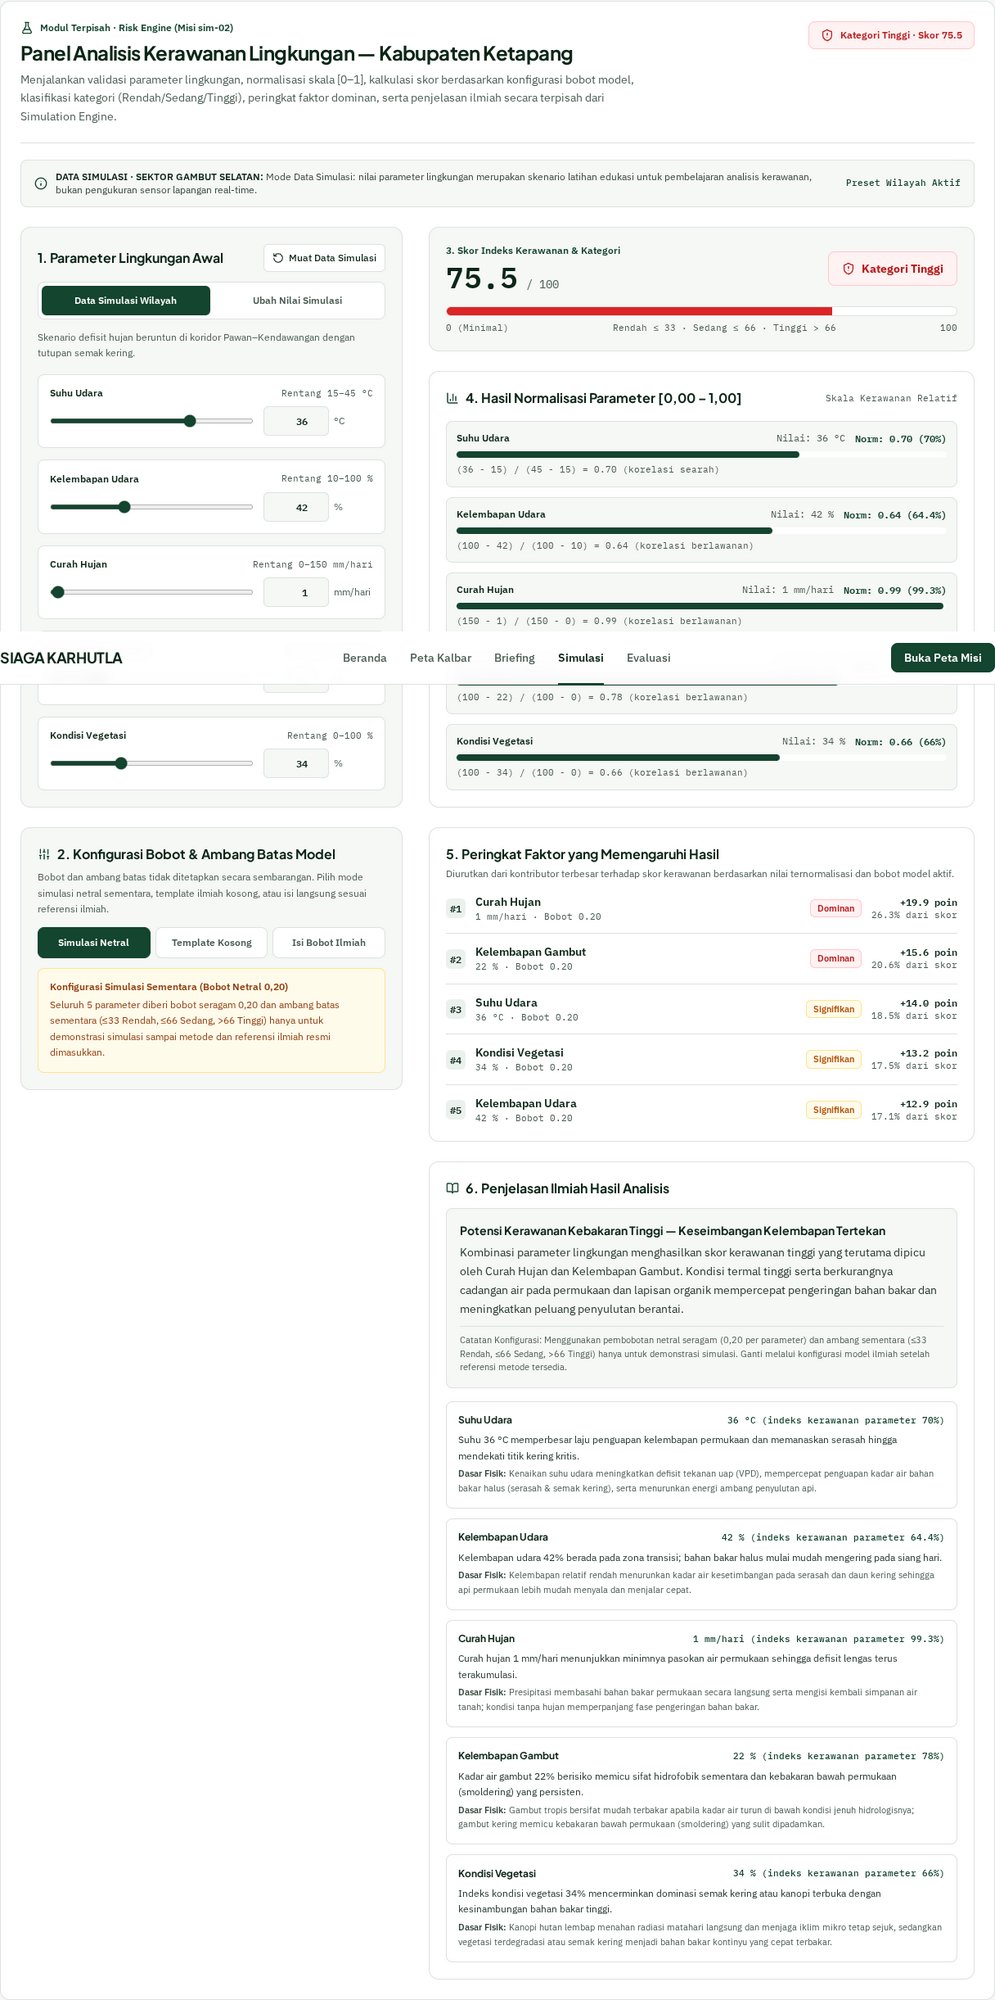 Modul Terpisah · Risk Engine (Misi sim-02)
Panel Analisis Kerawanan Lingkungan — Kabupaten Ketapang
Menjalankan validasi parameter lingkungan, normalisasi skala [0–1], kalkulasi skor berdasarkan konfigurasi bobot model,
klasifikasi kategori (Rendah/Sedang/Tinggi), peringkat faktor dominan, serta penjelasan ilmiah secara terpisah dari
Simulation Engine.
Kategori Tinggi · Skor 75.5
DATA SIMULASI · SEKTOR GAMBUT SELATAN: Mode Data Simulasi: nilai parameter lingkungan merupakan skenario latihan edukasi untuk pembelajaran analisis kerawanan,
bukan pengukuran sensor lapangan real-time.
Preset Wilayah Aktif
1. Parameter Lingkungan Awal
Muat Data Simulasi
Data Simulasi Wilayah
Ubah Nilai Simulasi
Skenario defisit hujan beruntun di koridor Pawan–Kendawangan dengan
tutupan semak kering.
Suhu Udara
Rentang 15–45 °C
36 °C
Kelembapan Udara
Rentang 10–100 %
42 %
Curah Hujan
Rentang 0–150 mm/hari
1 mm/hari
3. Skor Indeks Kerawanan & Kategori
75.5 / 100
Kategori Tinggi
0 (Minimal)
Rendah ≤ 33 · Sedang ≤ 66 · Tinggi > 66
100
4. Hasil Normalisasi Parameter [0,00 – 1,00]
Skala Kerawanan Relatif
Suhu Udara
Nilai: 36 °C Norm: 0.70 (70%)
(36 - 15) / (45 - 15) = 0.70 (korelasi searah)
Kelembapan Udara
Nilai: 42 % Norm: 0.64 (64.4%)
(100 - 42) / (100 - 10) = 0.64 (korelasi berlawanan)
Curah Hujan
Nilai: 1 mm/hari Norm: 0.99 (99.3%)
(150 - 1) / (150 - 0) = 0.99 (korelasi berlawanan)
SIAGA KARHUTLA
Beranda
Peta Kalbar
Briefing
Simulasi
Evaluasi
Buka Peta Misi
(100 - 22) / (100 - 0) = 0.78 (korelasi berlawanan)
Kondisi Vegetasi
Rentang 0–100 %
34 %
Kondisi Vegetasi
Nilai: 34 % Norm: 0.66 (66%)
(100 - 34) / (100 - 0) = 0.66 (korelasi berlawanan)
2. Konfigurasi Bobot & Ambang Batas Model
Bobot dan ambang batas tidak ditetapkan secara sembarangan. Pilih mode
simulasi netral sementara, template ilmiah kosong, atau isi langsung sesuai
referensi ilmiah.
Simulasi Netral
Template Kosong
Isi Bobot Ilmiah
Konfigurasi Simulasi Sementara (Bobot Netral 0,20)
Seluruh 5 parameter diberi bobot seragam 0,20 dan ambang batas
sementara (≤33 Rendah, ≤66 Sedang, >66 Tinggi) hanya untuk
demonstrasi simulasi sampai metode dan referensi ilmiah resmi
dimasukkan.
5. Peringkat Faktor yang Memengaruhi Hasil
Diurutkan dari kontributor terbesar terhadap skor kerawanan berdasarkan nilai ternormalisasi dan bobot model aktif.
#1
Curah Hujan
1 mm/hari · Bobot 0.20
Dominan
+19.9 poin
26.3% dari skor
#2
Kelembapan Gambut
22 % · Bobot 0.20
Dominan
+15.6 poin
20.6% dari skor
#3
Suhu Udara
36 °C · Bobot 0.20
Signifikan
+14.0 poin
18.5% dari skor
#4
Kondisi Vegetasi
34 % · Bobot 0.20
Signifikan
+13.2 poin
17.5% dari skor
#5
Kelembapan Udara
42 % · Bobot 0.20
Signifikan
+12.9 poin
17.1% dari skor
6. Penjelasan Ilmiah Hasil Analisis
Potensi Kerawanan Kebakaran Tinggi — Keseimbangan Kelembapan Tertekan
Kombinasi parameter lingkungan menghasilkan skor kerawanan tinggi yang terutama dipicu
oleh Curah Hujan dan Kelembapan Gambut. Kondisi termal tinggi serta berkurangnya
cadangan air pada permukaan dan lapisan organik mempercepat pengeringan bahan bakar dan
meningkatkan peluang penyulutan berantai.
Catatan Konfigurasi: Menggunakan pembobotan netral seragam (0,20 per parameter) dan ambang sementara (≤33
Rendah, ≤66 Sedang, >66 Tinggi) hanya untuk demonstrasi simulasi. Ganti melalui konfigurasi model ilmiah setelah
referensi metode tersedia.
Suhu Udara
36 °C (indeks kerawanan parameter 70%)
Suhu 36 °C memperbesar laju penguapan kelembapan permukaan dan memanaskan serasah hingga
mendekati titik kering kritis.
Dasar Fisik: Kenaikan suhu udara meningkatkan defisit tekanan uap (VPD), mempercepat penguapan kadar air bahan
bakar halus (serasah & semak kering), serta menurunkan energi ambang penyulutan api.
Kelembapan Udara
42 % (indeks kerawanan parameter 64.4%)
Kelembapan udara 42% berada pada zona transisi; bahan bakar halus mulai mudah mengering pada siang hari.
Dasar Fisik: Kelembapan relatif rendah menurunkan kadar air kesetimbangan pada serasah dan daun kering sehingga
api permukaan lebih mudah menyala dan menjalar cepat.
Curah Hujan
1 mm/hari (indeks kerawanan parameter 99.3%)
Curah hujan 1 mm/hari menunjukkan minimnya pasokan air permukaan sehingga defisit lengas terus
terakumulasi.
Dasar Fisik: Presipitasi membasahi bahan bakar permukaan secara langsung serta mengisi kembali simpanan air
tanah; kondisi tanpa hujan memperpanjang fase pengeringan bahan bakar.
Kelembapan Gambut
22 % (indeks kerawanan parameter 78%)
Kadar air gambut 22% berisiko memicu sifat hidrofobik sementara dan kebakaran bawah permukaan
(smoldering) yang persisten.
Dasar Fisik: Gambut tropis bersifat mudah terbakar apabila kadar air turun di bawah kondisi jenuh hidrologisnya;
gambut kering memicu kebakaran bawah permukaan (smoldering) yang sulit dipadamkan.
Kondisi Vegetasi
34 % (indeks kerawanan parameter 66%)
Indeks kondisi vegetasi 34% mencerminkan dominasi semak kering atau kanopi terbuka dengan
kesinambungan bahan bakar tinggi.
Dasar Fisik: Kanopi hutan lembap menahan radiasi matahari langsung dan menjaga iklim mikro tetap sejuk, sedangkan
vegetasi terdegradasi atau semak kering menjadi bahan bakar kontinyu yang cepat terbakar.